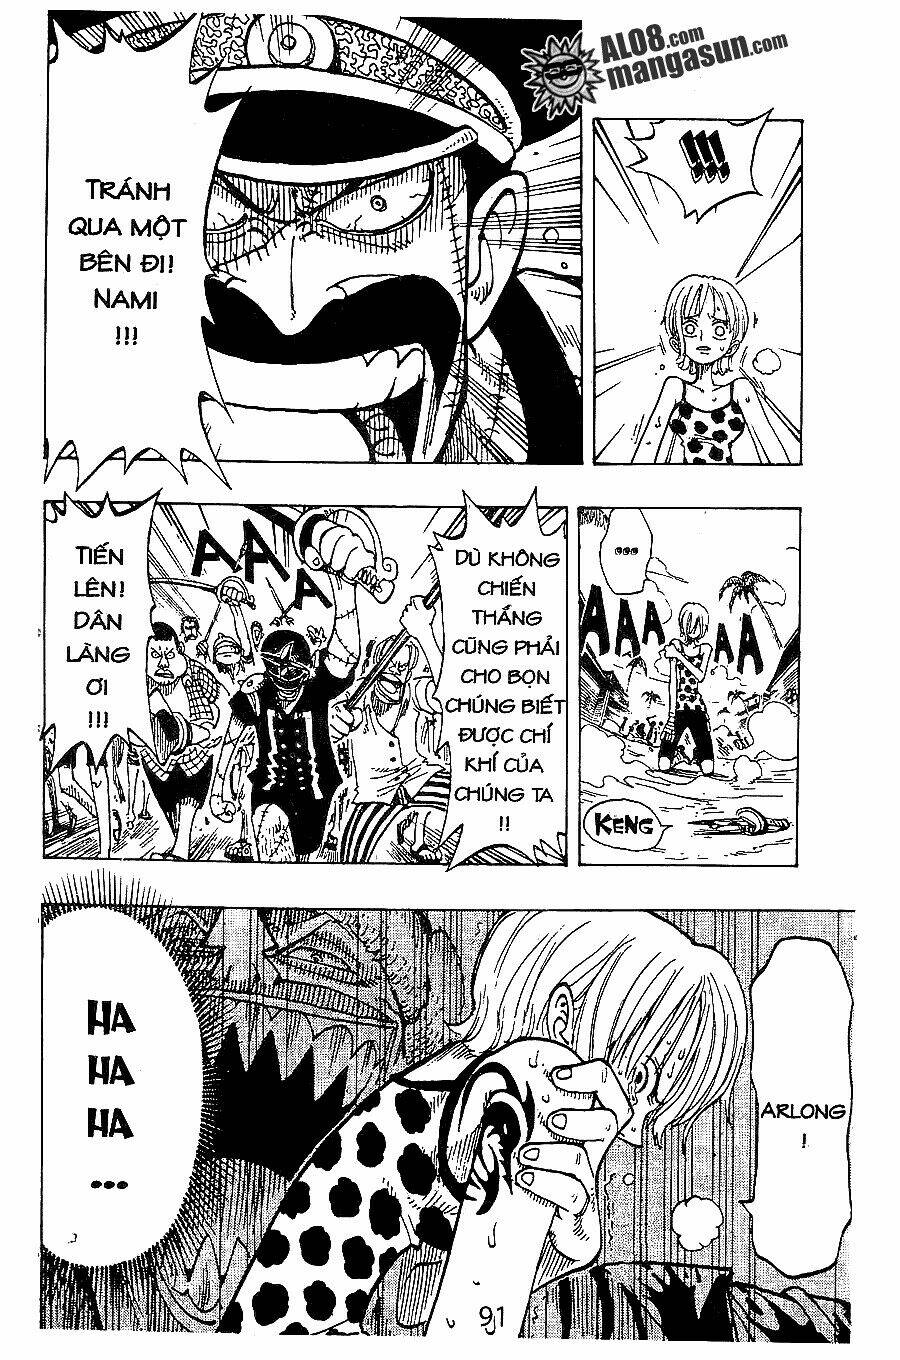 AL08.com
mangasun.com
TRÁNH
QUA MỘT
BÊN ĐI!
NAMI
!!!
!!!
TIẾN
LÊN!
DÂN
LÀNG
ƠI
!!!
AAA
DÙ KHÔNG
CHIẾN
THẮNG
CŨNG PHẢI
CHO BỌN
CHÚNG BIẾT
ĐƯỢC CHÍ
KHÍ CỦA
CHÚNG TA
!!
...
AAAA
AA
KENG
HA
HA
HA
...
ARLONG
!
91